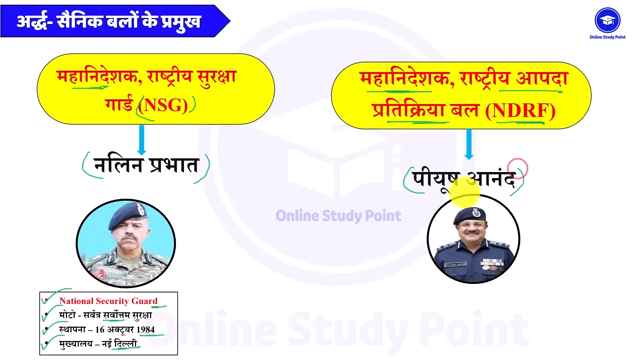 अर्द्ध- सैनिक बलों के प्रमुख
Online Study Point
महानिदेशक, राष्ट्रीय सुरक्षा
गार्ड (NSG)
महानिदेशक, राष्ट्रीय आपदा
प्रतिक्रिया बल (NDRF)
नलिन प्रभात
पीयूष आनंद
Online Study Point
National Security Guard
मोटो - सर्वत्र सर्वोत्तम सुरक्षा
स्थापना – 16 अक्टूबर 1984
मुख्यालय – नई दिल्ली
Online Study Point